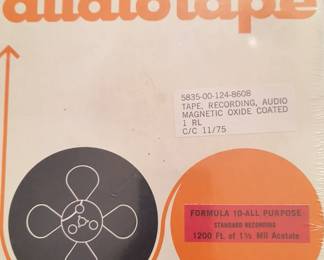 audiotape
5835-00-124-8608
TAPE, RECORDING, AUDIO
MAGNETIC OXIDE COATED
1 RL
C/C 11/75
FORMULA 10-ALL PURPOSE
STANDARD RECORDING
1200 Ft. of 1½ Mil Acetate